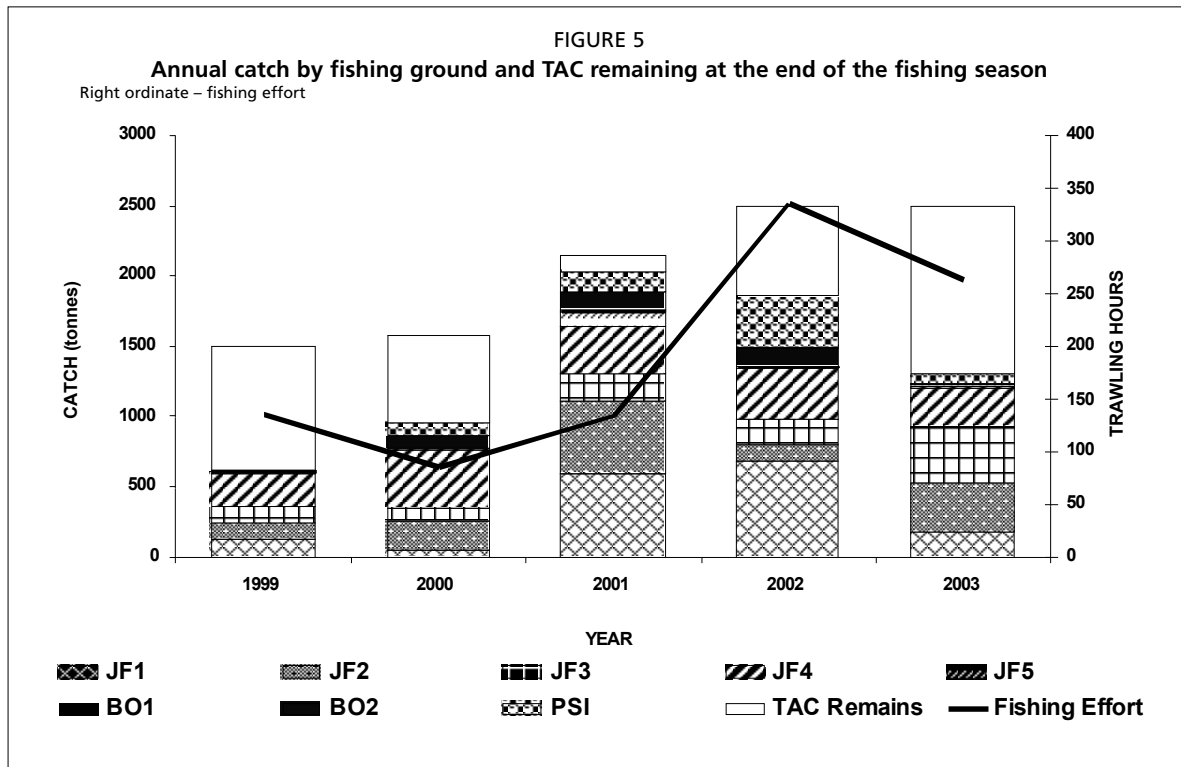 FIGURE 5
Annual catch by fishing ground and TAC remaining at the end of the fishing season
Right ordinate – fishing effort
3000
2500
2000
1500
1000
500
0
CATCH (tonnes)
400
350
300
250
200
150
100
50
0
TRAWLING HOURS
1999 2000 2001 2002 2003
YEAR
JF1 JF2 JF3 JF4 JF5
BO1 BO2 PSI TAC Remains Fishing Effort